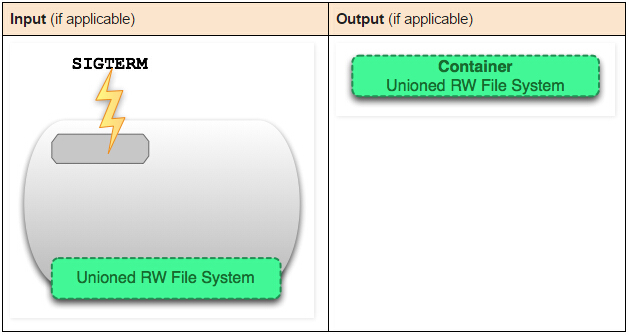 Input (if applicable)
Output (if applicable)
SIGTERM
Unioned RW File System
Container
Unioned RW File System